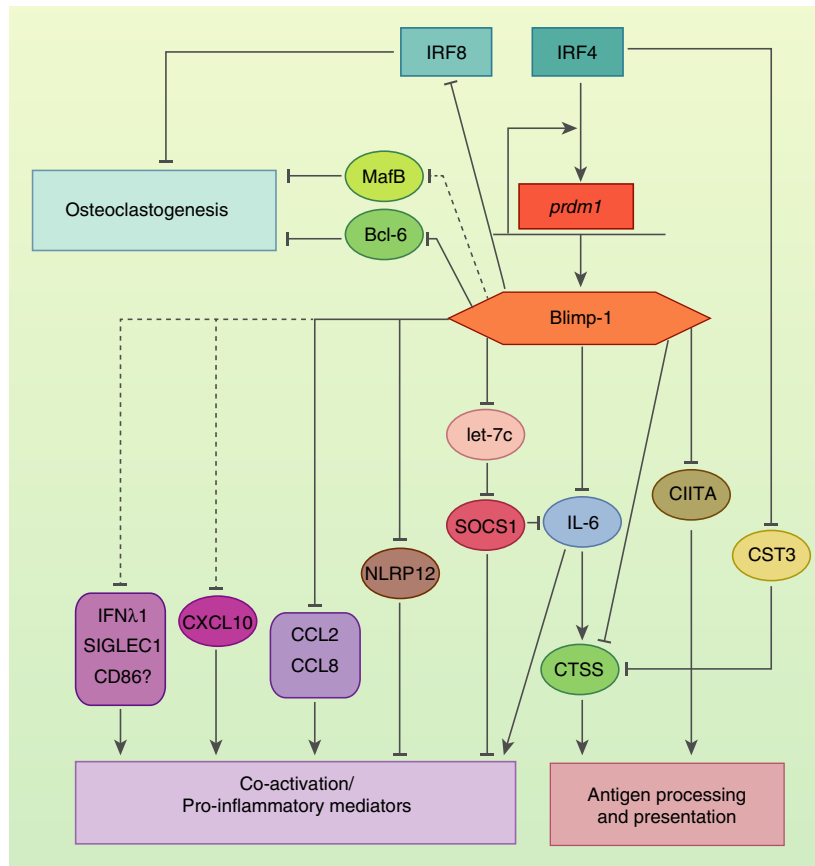 IRF8
IRF4
MafB
prdm1
Osteoclastogenesis
Bcl-6
Blimp-1
let-7c
CIITA
SOCS1
IL-6
CST3
NLRP12
IFNλ1
SIGLEC1
CD86?
CXCL10
CCL2
CCL8
CTSS
Co-activation/
Pro-inflammatory mediators
Antigen processing
and presentation